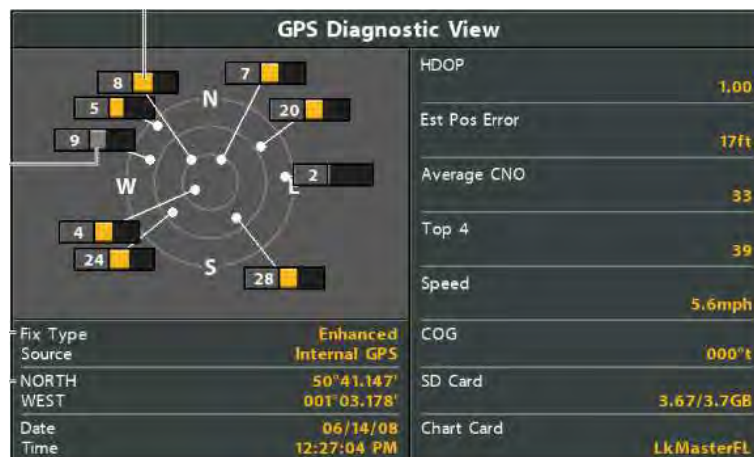 GPS Diagnostic View
8
7
5
N
20
9
2
W
4
24
S
28
HDOP
1.00
Est Pos Error
17ft
Average CNO
33
Top 4
39
Speed
5.6mph
COG
000°t
SD Card
3.67/3.7GB
Chart Card
LkMasterFL
Fix Type Enhanced
Source Internal GPS
NORTH 50°41.147'
WEST 001°03.178'
Date 06/14/08
Time 12:27:04 PM